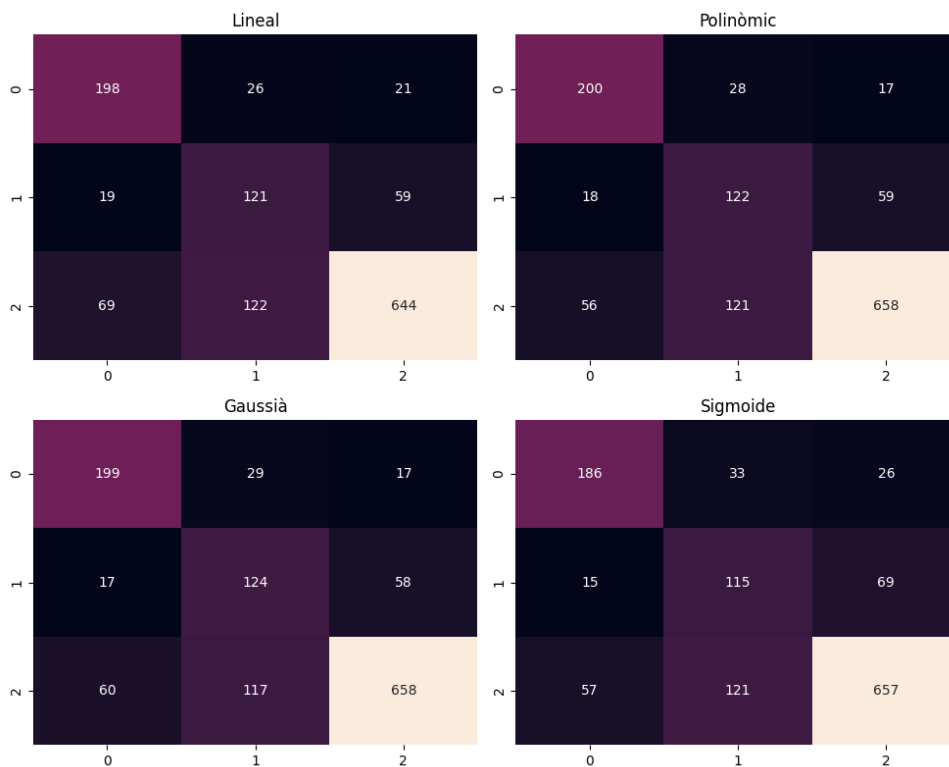 Lineal
0 198 26 21
1 19 121 59
2 69 122 644
0 1 2
Polinòmic
0 200 28 17
1 18 122 59
2 56 121 658
0 1 2
Gaussià
0 199 29 17
1 17 124 58
2 60 117 658
0 1 2
Sigmoide
0 186 33 26
1 15 115 69
2 57 121 657
0 1 2